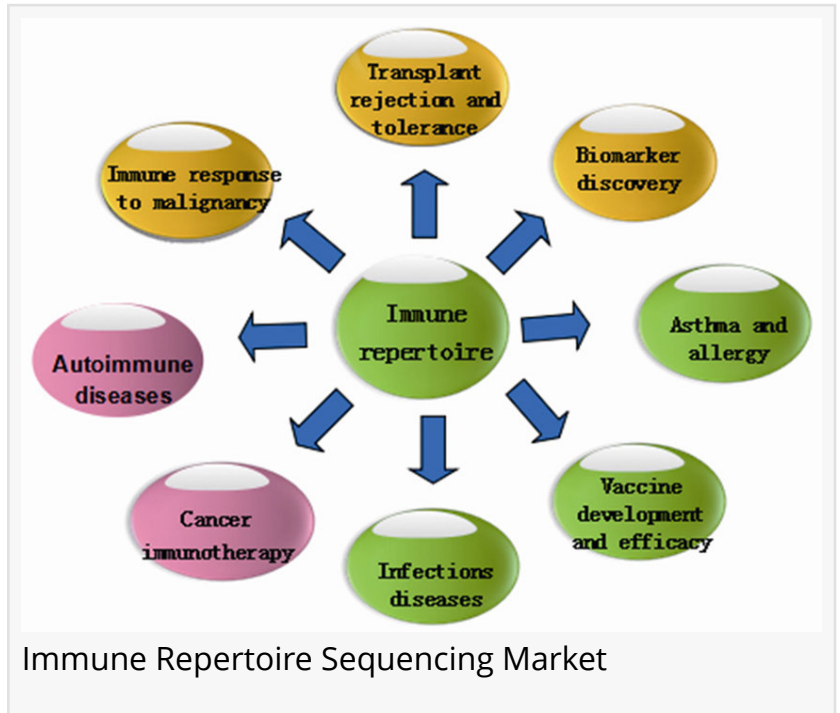 Transplant
rejection and
tolerance
Biomarker
discovery
Immune response
to malignancy
Immune
repertoire
Asthma and
allergy
Autoimmune
diseases
Vaccine
development
and efficacy
Cancer
immunotherapy
Infections
diseases
Immune Repertoire Sequencing Market